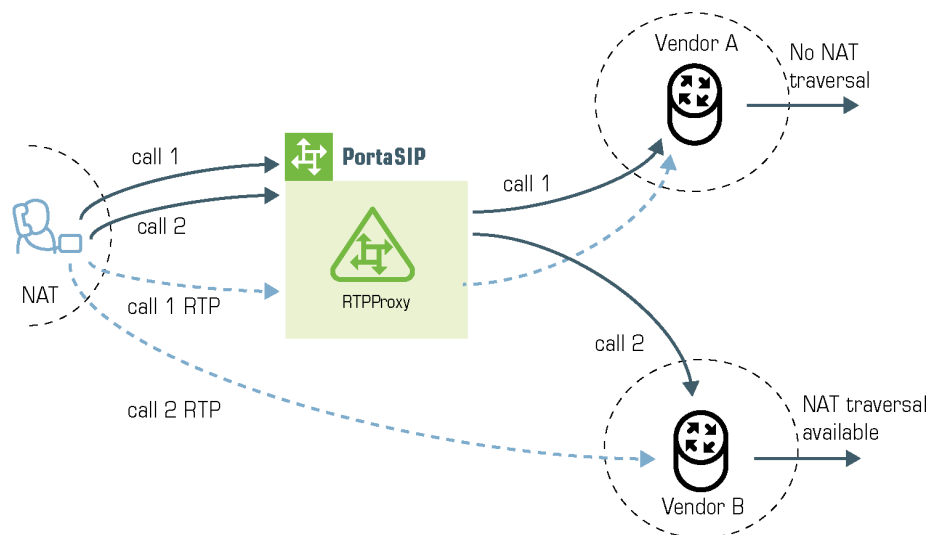 Vendor A
No NAT
traversal
call 1
PortaSIP
call 1
call 2
NAT
RTPProxy
call 1 RTP
call 2
call 2 RTP
NAT traversal
available
Vendor B